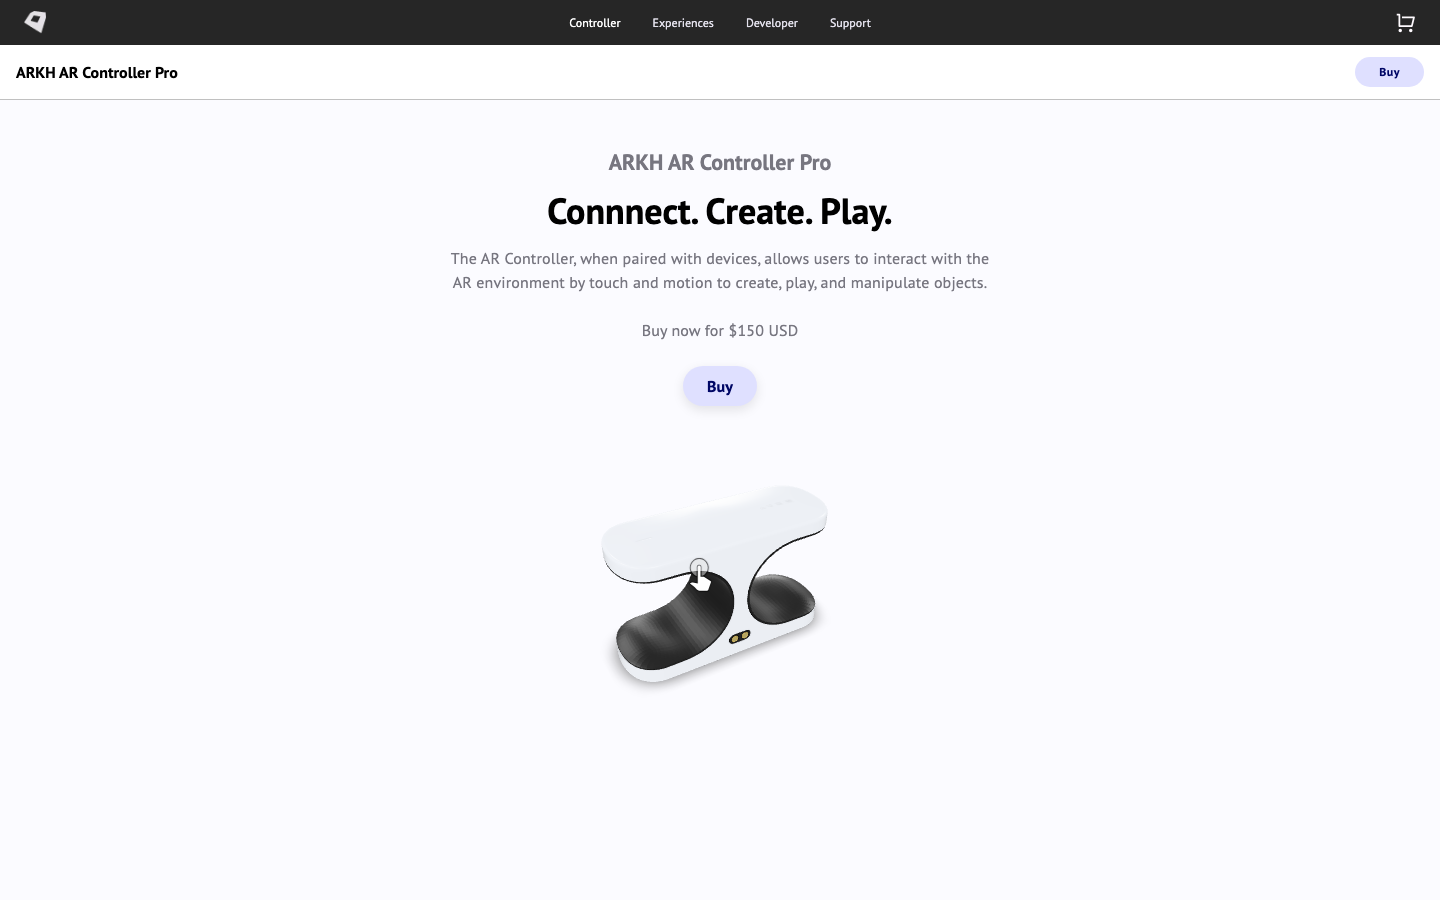 Controller
Experiences
Developer
Support
ARKH AR Controller Pro
Buy
ARKH AR Controller Pro
Connnect. Create. Play.
The AR Controller, when paired with devices, allows users to interact with the
AR environment by touch and motion to create, play, and manipulate objects.
Buy now for $150 USD
Buy